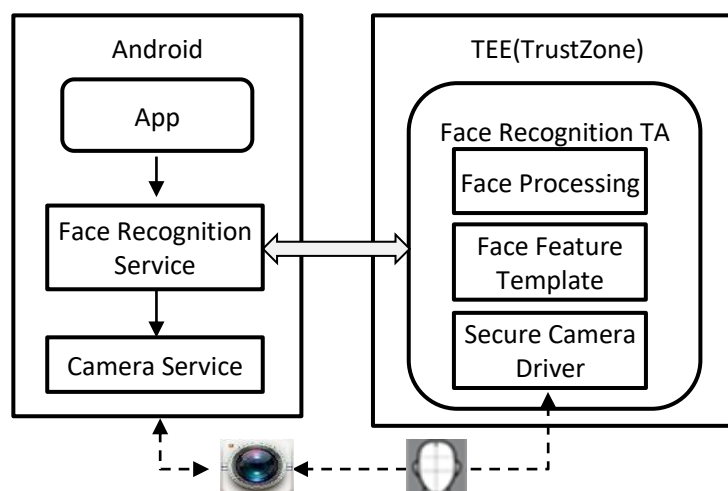 Android
App
Face Recognition
Service
Camera Service
TEE(TrustZone)
Face Recognition TA
Face Processing
Face Feature
Template
Secure Camera
Driver